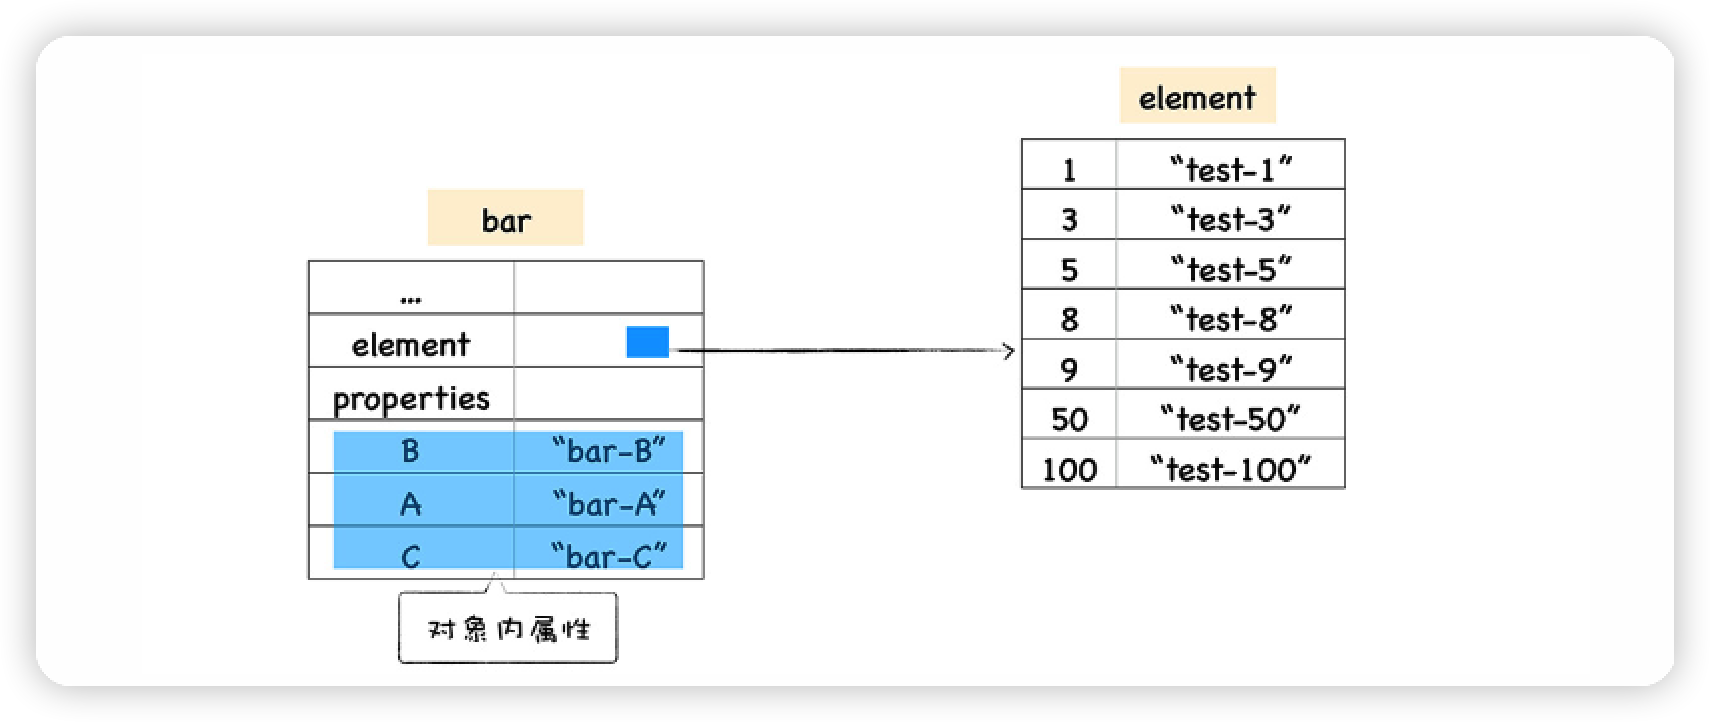 bar
...
element
properties
B “bar-B”
A “bar-A”
C “bar-C”
对象内属性
element
1 “test-1”
3 “test-3”
5 “test-5”
8 “test-8”
9 “test-9”
50 “test-50”
100 “test-100”